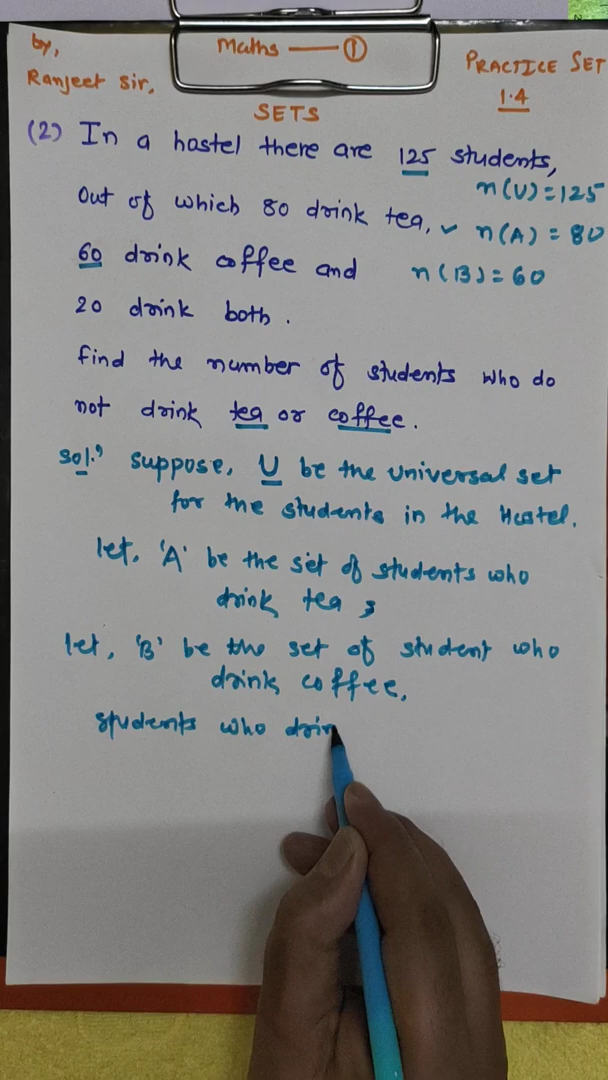 by,
Ranjeet Sir,
Maths — ①
PRACTICE SET
1.4
SETS
(2) In a hostel there are 125 students,
n(U)=125
Out of which 80 drink tea, ✓ n(A) = 80
60 drink coffee and n(B)= 60
20 drink both.
find the number of students who do
not drink tea or coffee.
Sol:, Suppose, U be the universal set
for the students in the Hostel.
let, 'A' be the set of students who
drink tea ;
let, 'B' be the set of student who
drink coffee,
students who drin